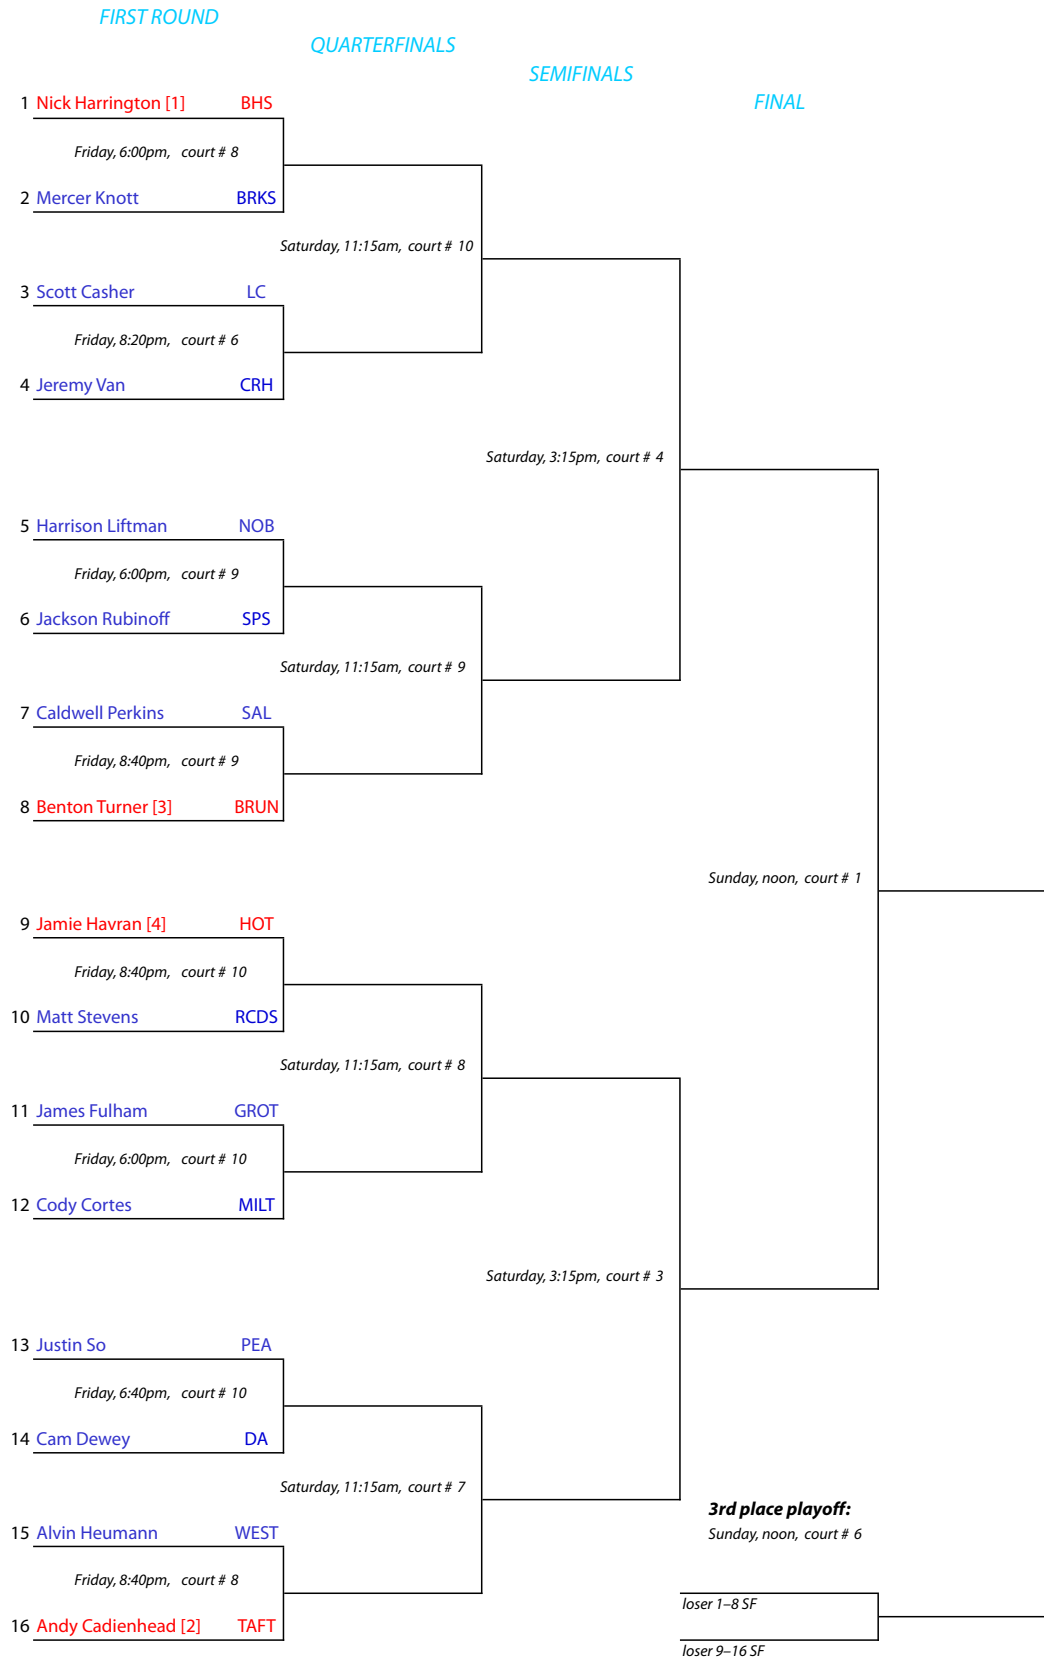 FIRST ROUND
QUARTERFINALS
SEMIFINALS
FINAL
1 Nick Harrington [1] BHS
Friday, 6:00pm, court # 8
2 Mercer Knott BRKS
Saturday, 11:15am, court # 10
3 Scott Casher LC
Friday, 8:20pm, court # 6
4 Jeremy Van CRH
Saturday, 3:15pm, court # 4
5 Harrison Liftman NOB
Friday, 6:00pm, court # 9
6 Jackson Rubinoff SPS
Saturday, 11:15am, court # 9
7 Caldwell Perkins SAL
Friday, 8:40pm, court # 9
8 Benton Turner [3] BRUN
Sunday, noon, court # 1
9 Jamie Havran [4] HOT
Friday, 8:40pm, court # 10
10 Matt Stevens RCDS
Saturday, 11:15am, court # 8
11 James Fulham GROT
Friday, 6:00pm, court # 10
12 Cody Cortes MILT
Saturday, 3:15pm, court # 3
13 Justin So PEA
Friday, 6:40pm, court # 10
14 Cam Dewey DA
Saturday, 11:15am, court # 7
15 Alvin Heumann WEST
Friday, 8:40pm, court # 8
16 Andy Cadienhead [2] TAFT
3rd place playoff:
Sunday, noon, court # 6
loser 1–8 SF
loser 9–16 SF